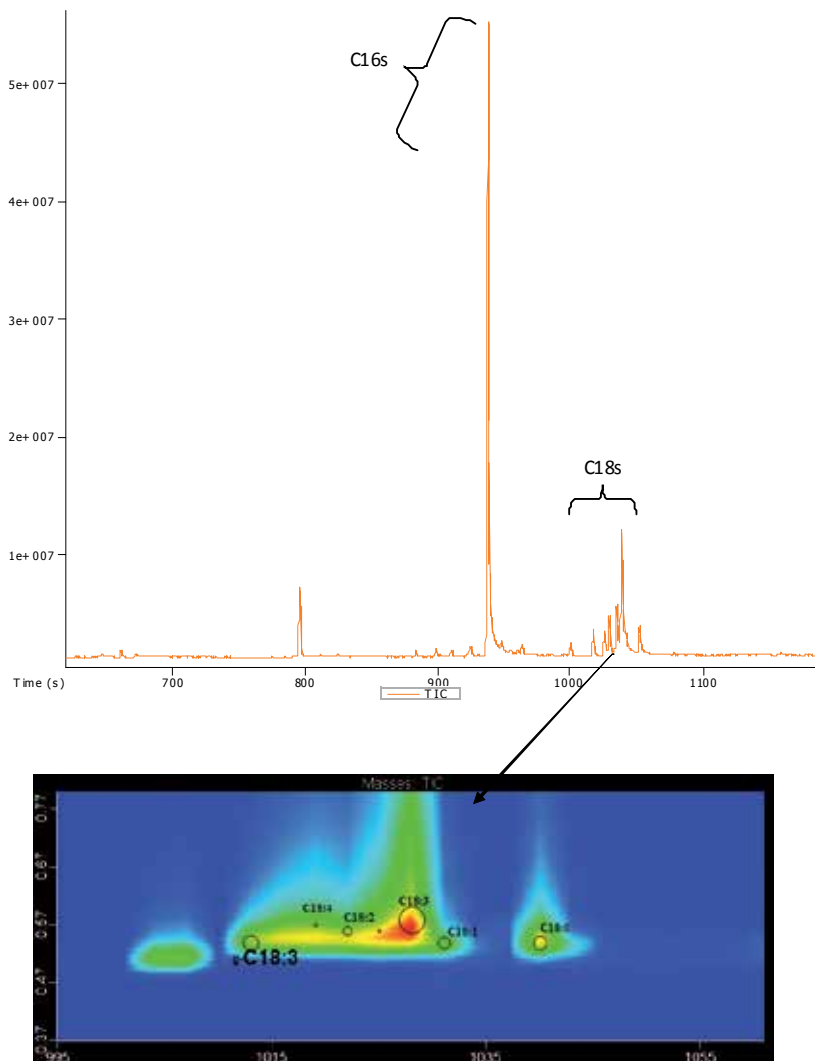 C16s
5e+007
4e+007
3e+007
2e+007
C18s
1e+007
Time (s) 700 800 900 1000 1100
TIC
Masses: TIC
0.77
0.67
0.57
0.47
0.37
C18:4
C18:2
C18:3
C18:1
C18:3
995 1015 1035 1055